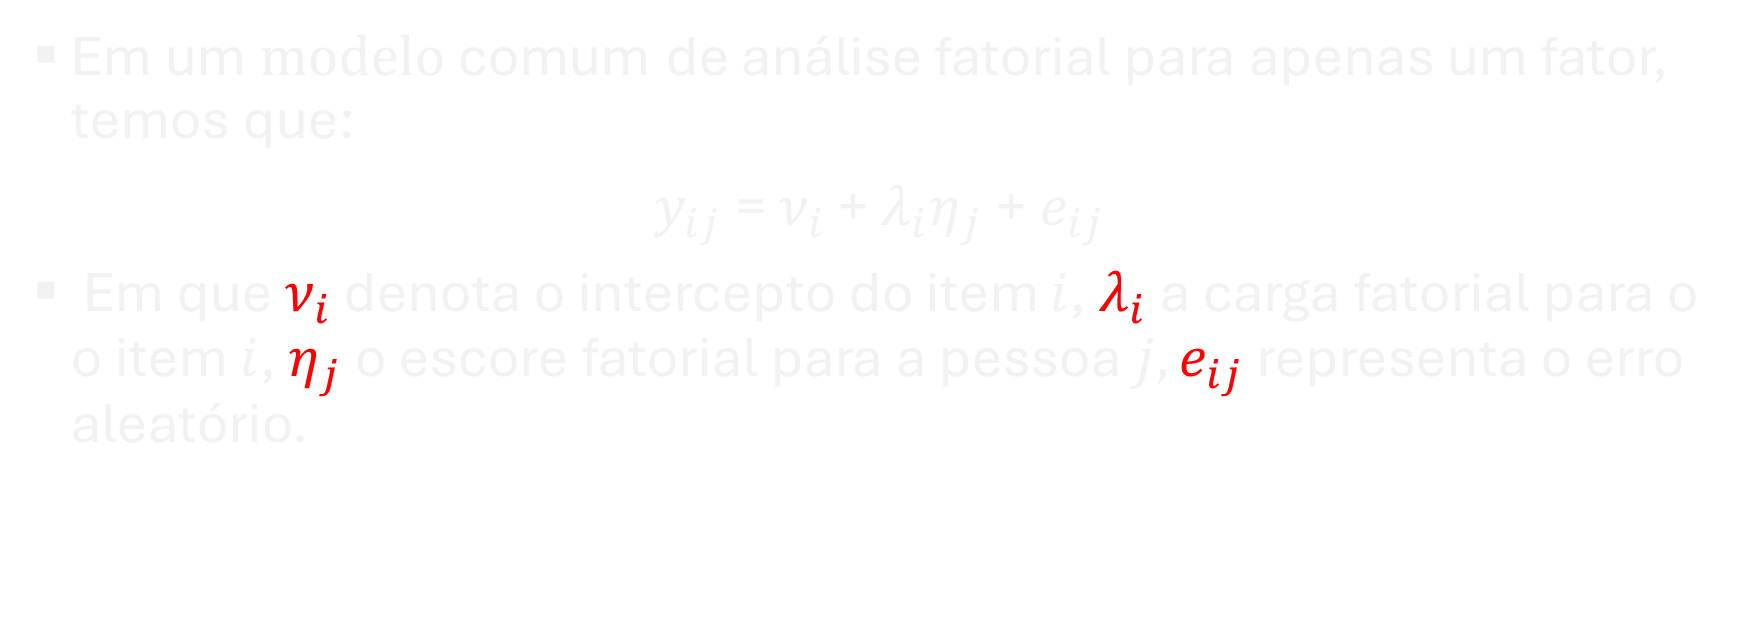 ▪ Em um modelo comum de análise fatorial para apenas um fator,
temos que:
𝑦𝑖𝑗 = 𝜈𝑖 + 𝜆𝑖𝜂𝑗 + 𝑒𝑖𝑗
▪ Em que 𝝂𝒊 denota o intercepto do item 𝑖, 𝝀𝒊 a carga fatorial para o
o item 𝑖, 𝜼𝒋 o escore fatorial para a pessoa 𝑗, 𝒆𝒊𝒋 representa o erro
aleatório.